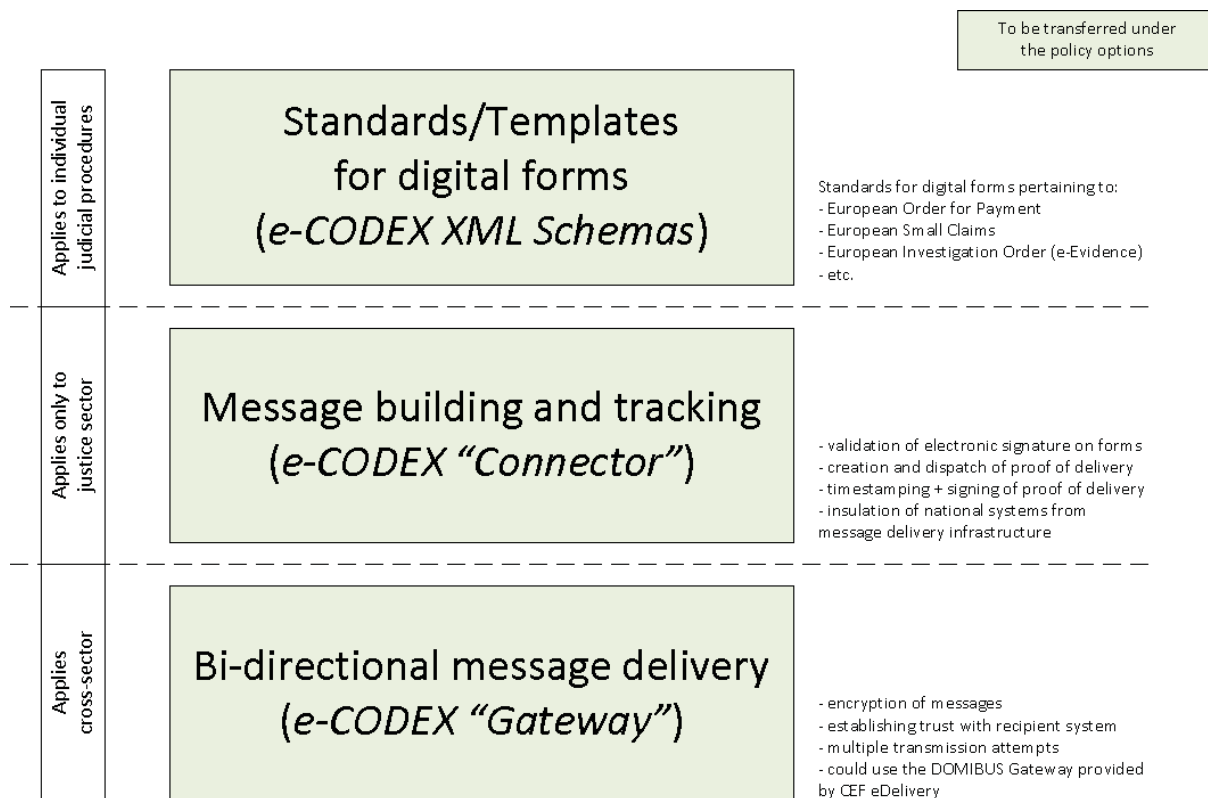 To be transferred under
the policy options
Applies to individual
judicial procedures
Standards/Templates
for digital forms
(e-CODEX XML Schemas)
Standards for digital forms pertaining to:
- European Order for Payment
- European Small Claims
- European Investigation Order (e-Evidence)
- etc.
Applies only to
justice sector
Message building and tracking
(e-CODEX “Connector”)
- validation of electronic signature on forms
- creation and dispatch of proof of delivery
- timestamping + signing of proof of delivery
- insulation of national systems from
message delivery infrastructure
Applies
cross-sector
Bi-directional message delivery
(e-CODEX “Gateway”)
- encryption of messages
- establishing trust with recipient system
- multiple transmission attempts
- could use the DOMIBUS Gateway provided
by CEF eDelivery